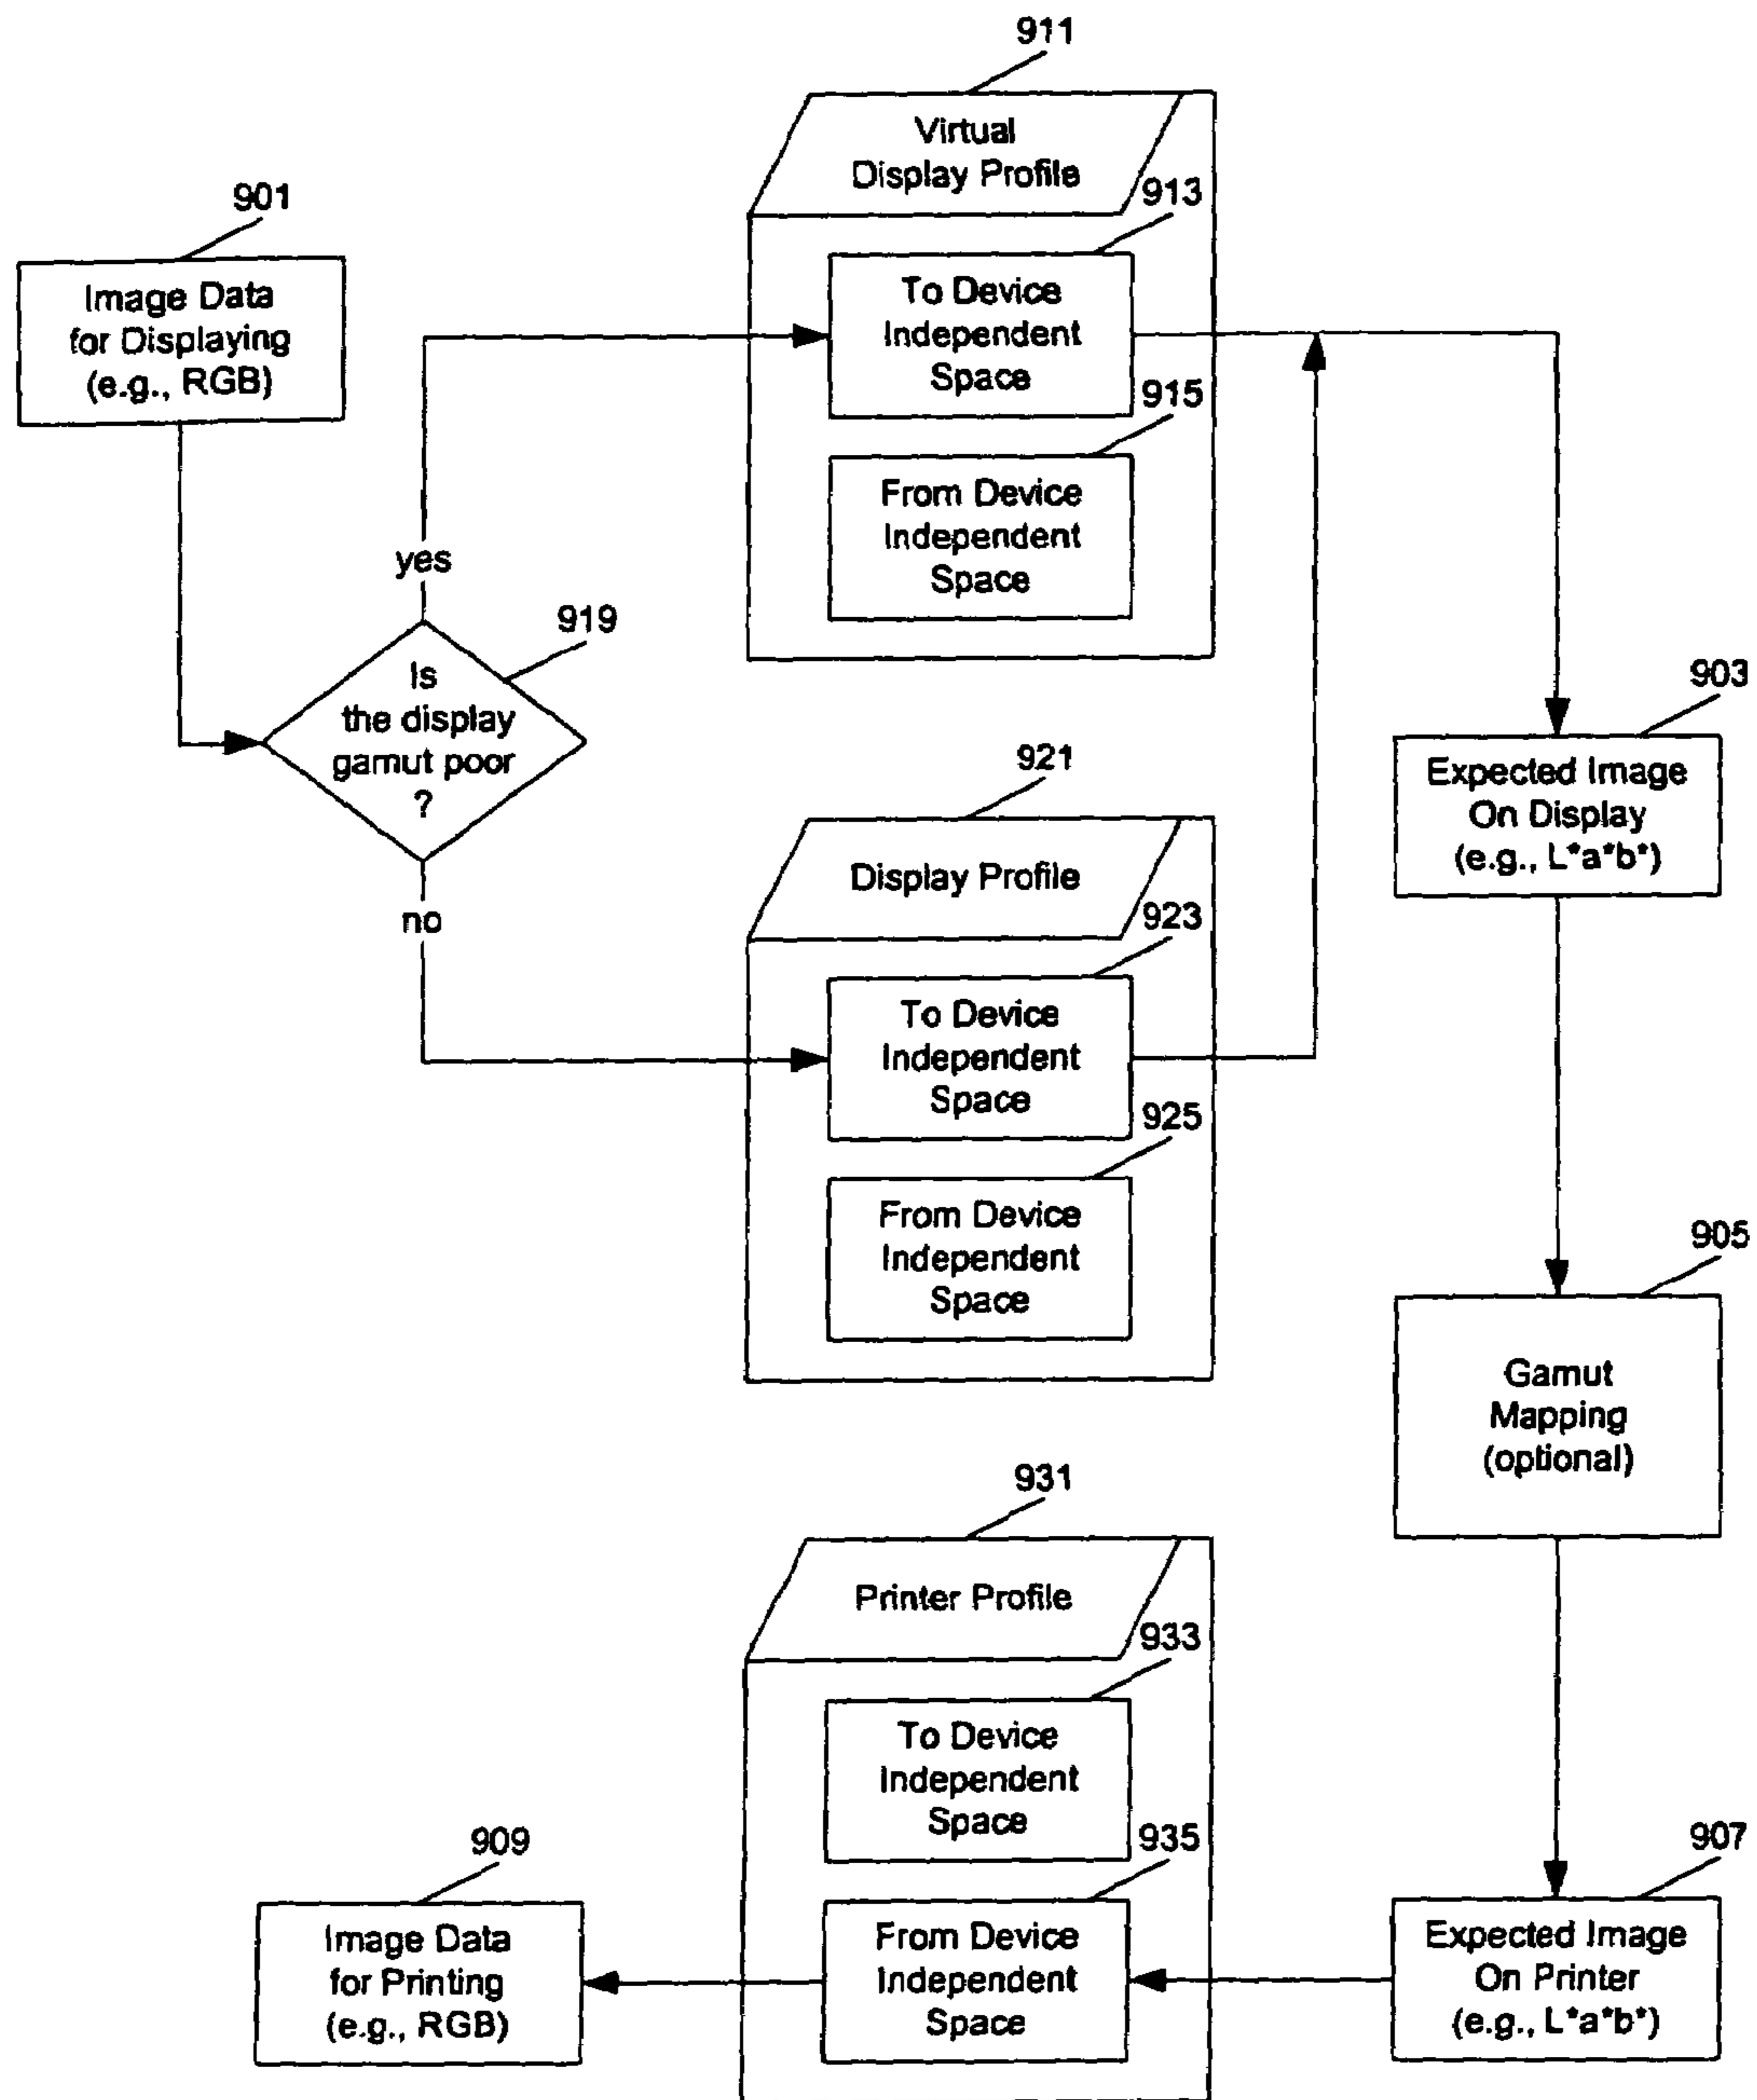 911
Virtual
Display Profile
913
901
Image Data
for Displaying
(e.g., RGB)
To Device
Independent
Space
915
From Device
Independent
Space
yes
919
Is
the display
gamut poor
?
903
Expected Image
On Display
(e.g., L*a*b*)
921
Display Profile
no
923
To Device
Independent
Space
925
From Device
Independent
Space
905
Gamut
Mapping
(optional)
931
Printer Profile
933
To Device
Independent
Space
935
907
909
Image Data
for Printing
(e.g., RGB)
From Device
Independent
Space
Expected Image
On Printer
(e.g., L*a*b*)